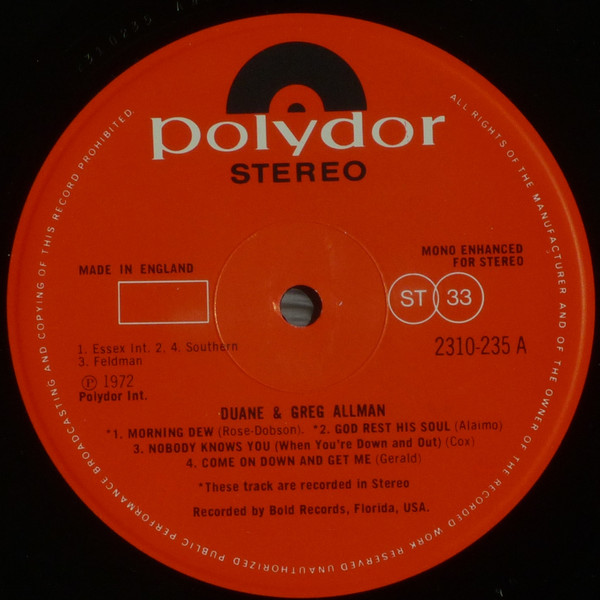 polydor
STEREO
MONO ENHANCED
FOR STEREO
MADE IN ENGLAND
ST 33
1. Essex Int. 2. 4. Southern
3. Feldman
2310-235 A
Ⓟ 1972
Polydor Int.
DUANE & GREG ALLMAN
*1. MORNING DEW (Rose-Dobson). *2. GOD REST HIS SOUL (Alaimo)
3. NOBODY KNOWS YOU (When You're Down and Out) (Cox)
4. COME ON DOWN AND GET ME (Gerald)
*These track are recorded in Stereo
Recorded by Bold Records, Florida, USA.
ALL RIGHTS OF THE MANUFACTURER AND OF THE OWNER OF THE RECORDED WORK RESERVED UNAUTHORIZED PUBLIC PERFORMANCE BROADCASTING AND COPYING OF THIS RECORD PROHIBITED.